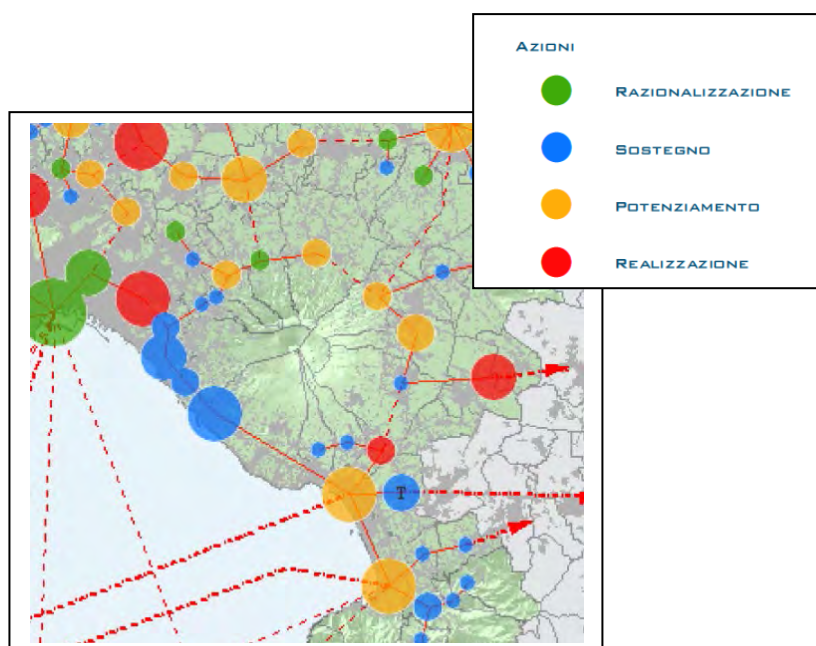 AZIONI
RAZIONALIZZAZIONE
SOSTEGNO
POTENZIAMENTO
REALIZZAZIONE
T